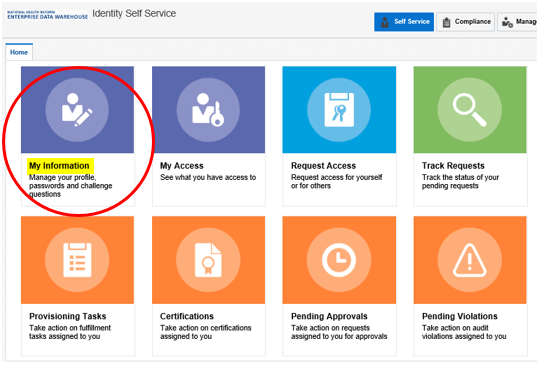 NATIONAL HEALTH REFORM
ENTERPRISE DATA WAREHOUSE Identity Self Service
Self Service Compliance Manag
Home
My Information
Manage your profile,
passwords and challenge
questions
My Access
See what you have access to
Request Access
Request access for yourself
or for others
Track Requests
Track the status of your
pending requests
Provisioning Tasks
Take action on fulfillment
tasks assigned to you
Certifications
Take action on certifications
assigned to you
Pending Approvals
Take action on requests
assigned to you for approvals
Pending Violations
Take action on audit
violations assigned to you